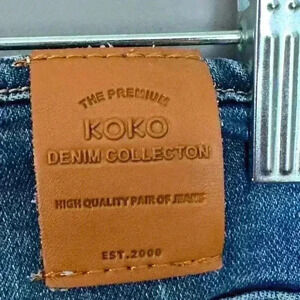 THE PREMIUM
KOKO
DENIM COLLECTON
HIGH QUALITY PAIR OF JEANS
EST.2000